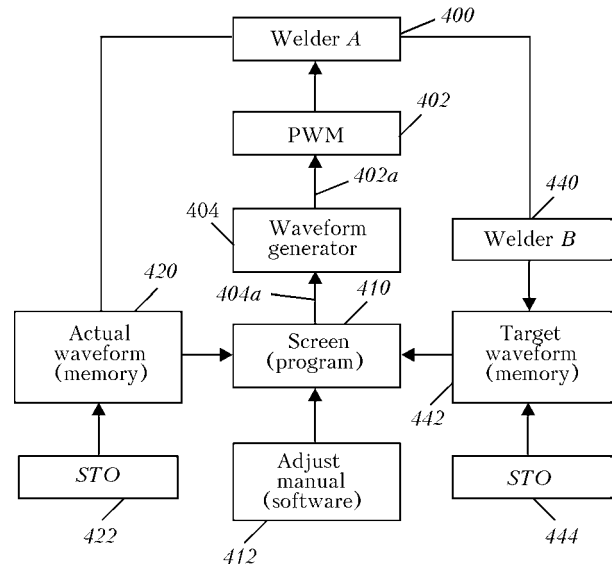 400
Welder A
402
PWM
402a
440
404
Waveform
generator
Welder B
420
404a
410
Actual
waveform
(memory)
Screen
(program)
Target
waveform
(memory)
442
STO
Adjust
manual
(software)
STO
422
412
444